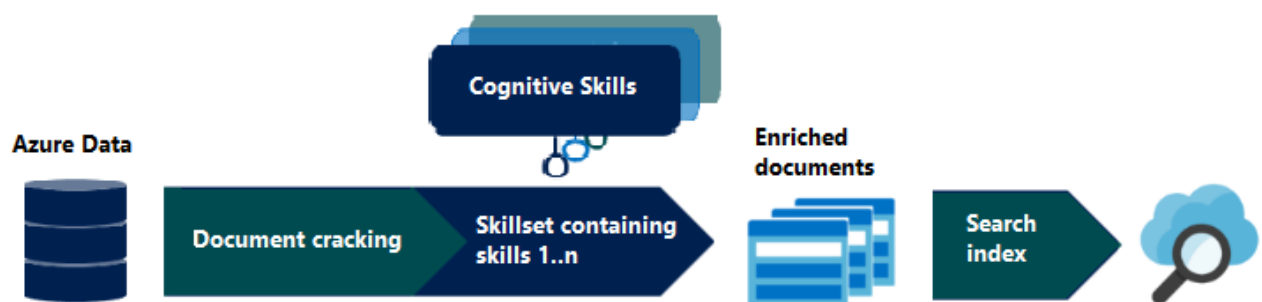 Cognitive Skills
Azure Data
Enriched
documents
Document cracking
Skillset containing
skills 1..n
Search
index